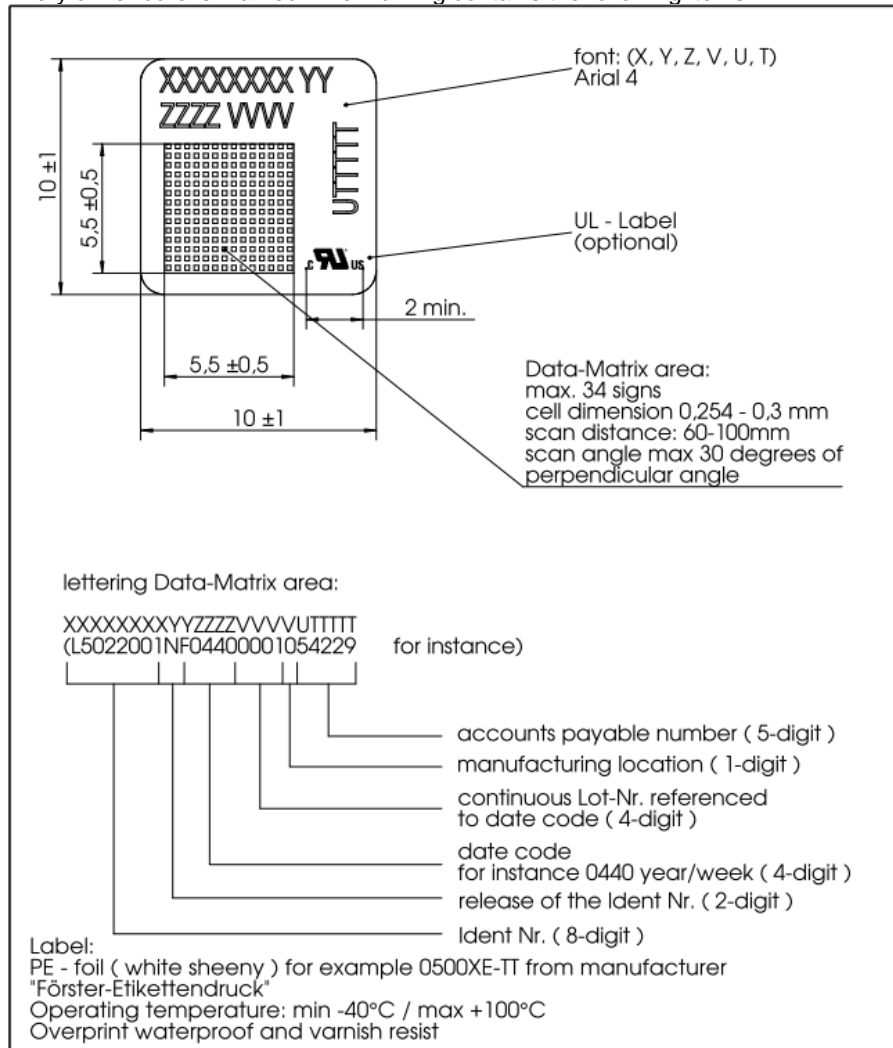 XXXXXXXX YY
ZZZZ VVVV
UTTTTT
c RU US
font: (X, Y, Z, V, U, T)
Arial 4
10 ±1
5,5 ±0,5
UL - Label
(optional)
2 min.
5,5 ±0,5
10 ±1
Data-Matrix area:
max. 34 signs
cell dimension 0,254 - 0,3 mm
scan distance: 60-100mm
scan angle max 30 degrees of
perpendicular angle
lettering Data-Matrix area:
XXXXXXXXYYZZZZVVVVUTTTTT
(L5022001NF04400001054229 for instance)
accounts payable number ( 5-digit )
manufacturing location ( 1-digit )
continuous Lot-Nr. referenced
to date code ( 4-digit )
date code
for instance 0440 year/week ( 4-digit )
release of the Ident Nr. ( 2-digit )
Ident Nr. ( 8-digit )
Label:
PE - foil ( white sheeny ) for example 0500XE-TT from manufacturer
"Förster-Etikettendruck"
Operating temperature: min -40°C / max +100°C
Overprint waterproof and varnish resist